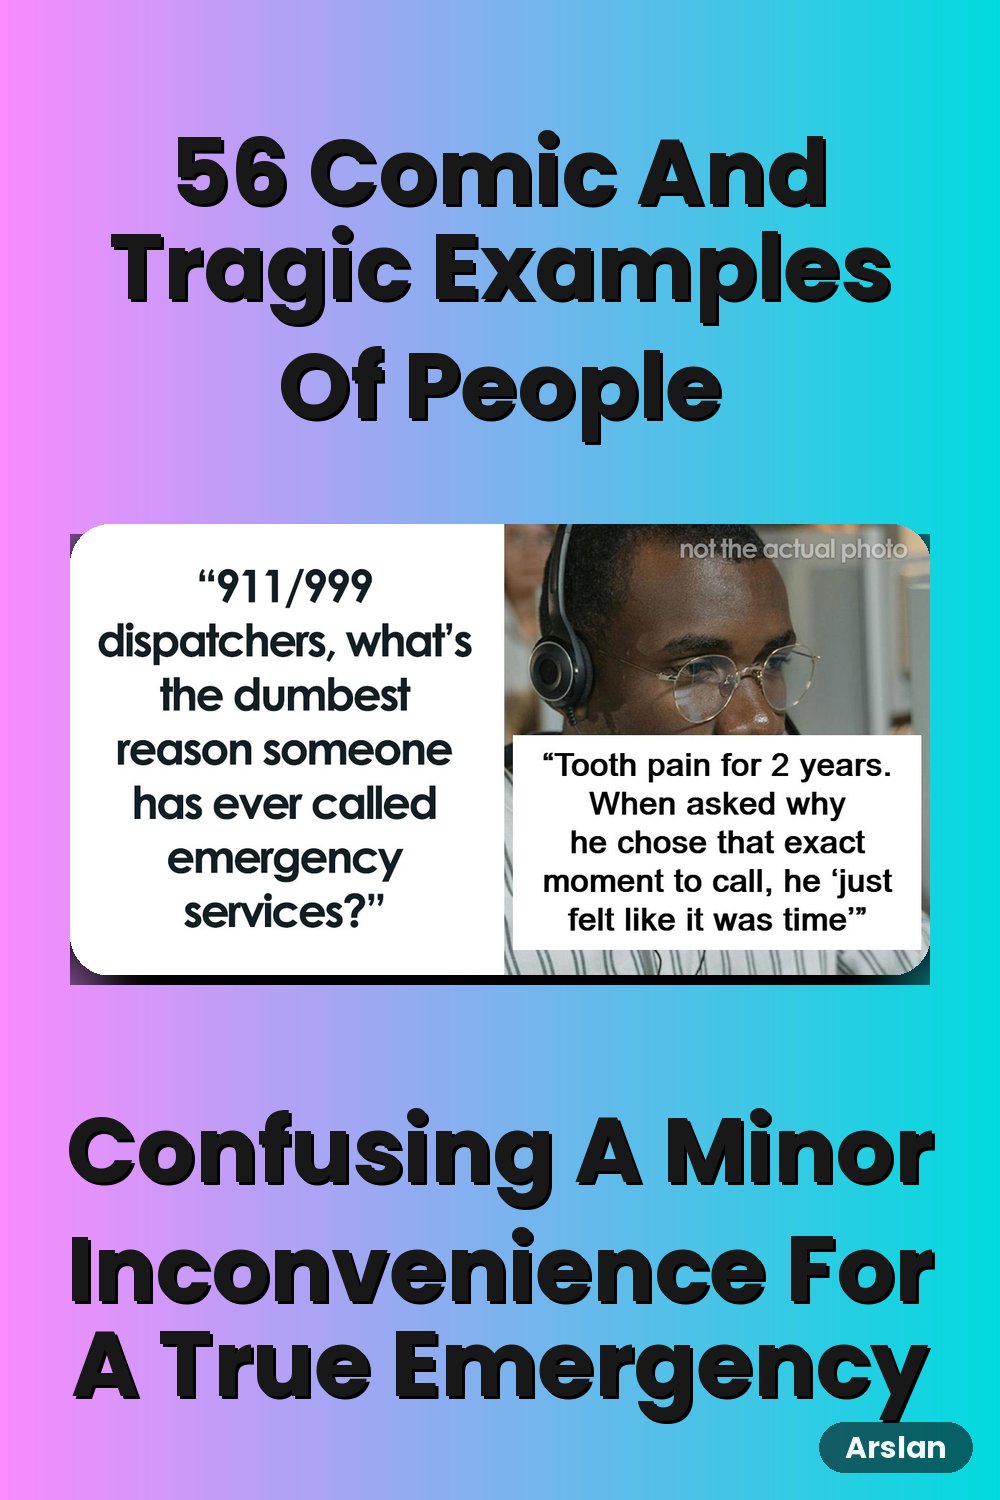 56 Comic And
Tragic Examples
Of People
“911/999
dispatchers, what’s
the dumbest
reason someone
has ever called
emergency
services?”
not the actual photo
“Tooth pain for 2 years.
When asked why
he chose that exact
moment to call, he ‘just
felt like it was time’”
Confusing A Minor
Inconvenience For
A True Emergency
Arslan